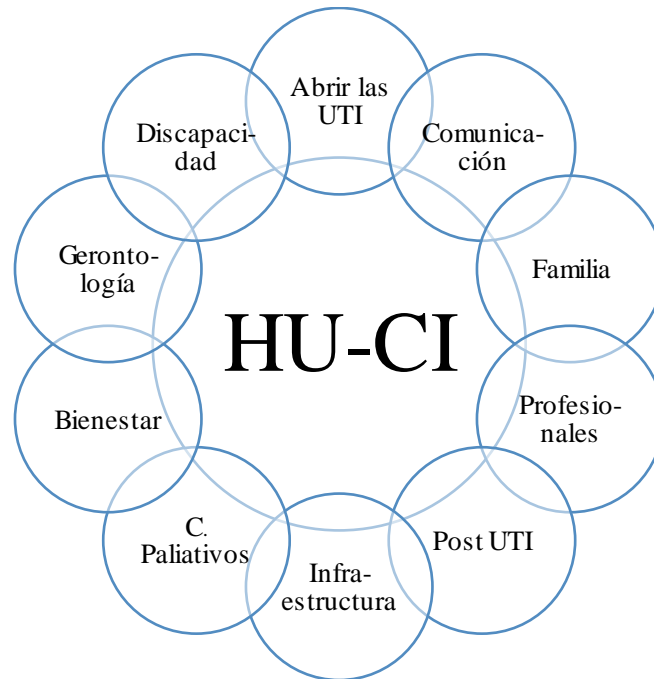 Abrir las
UTI
Comunica-
ción
Familia
Profesio-
nales
Post UTI
Infra-
estructura
C.
Paliativos
Bienestar
Geronto-
logía
Discapaci-
dad
HU-CI